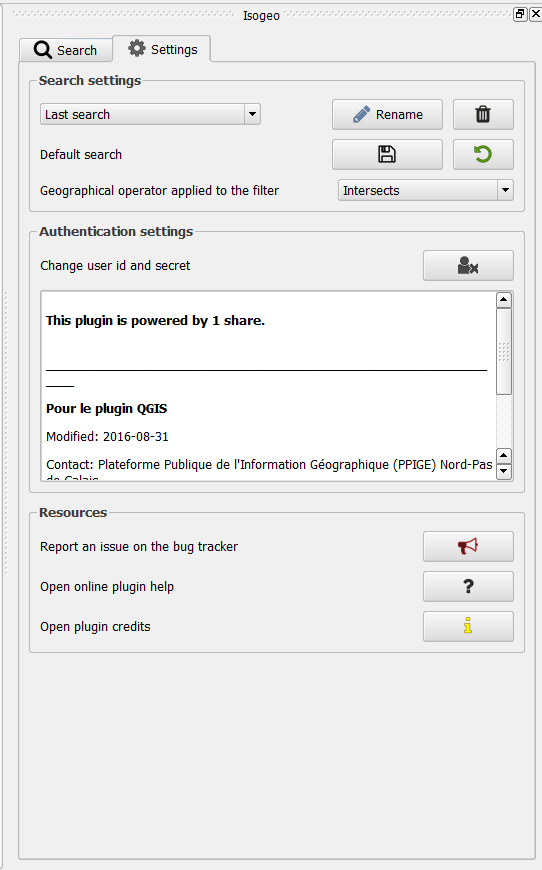 Isogeo
Search
Settings
Search settings
Last search
Rename
Default search
Geographical operator applied to the filter
Intersects
Authentication settings
Change user id and secret
This plugin is powered by 1 share.
Pour le plugin QGIS
Modified: 2016-08-31
Contact: Plateforme Publique de l'Information Géographique (PPIGE) Nord-Pas
de Calais
Resources
Report an issue on the bug tracker
Open online plugin help
?
Open plugin credits
i